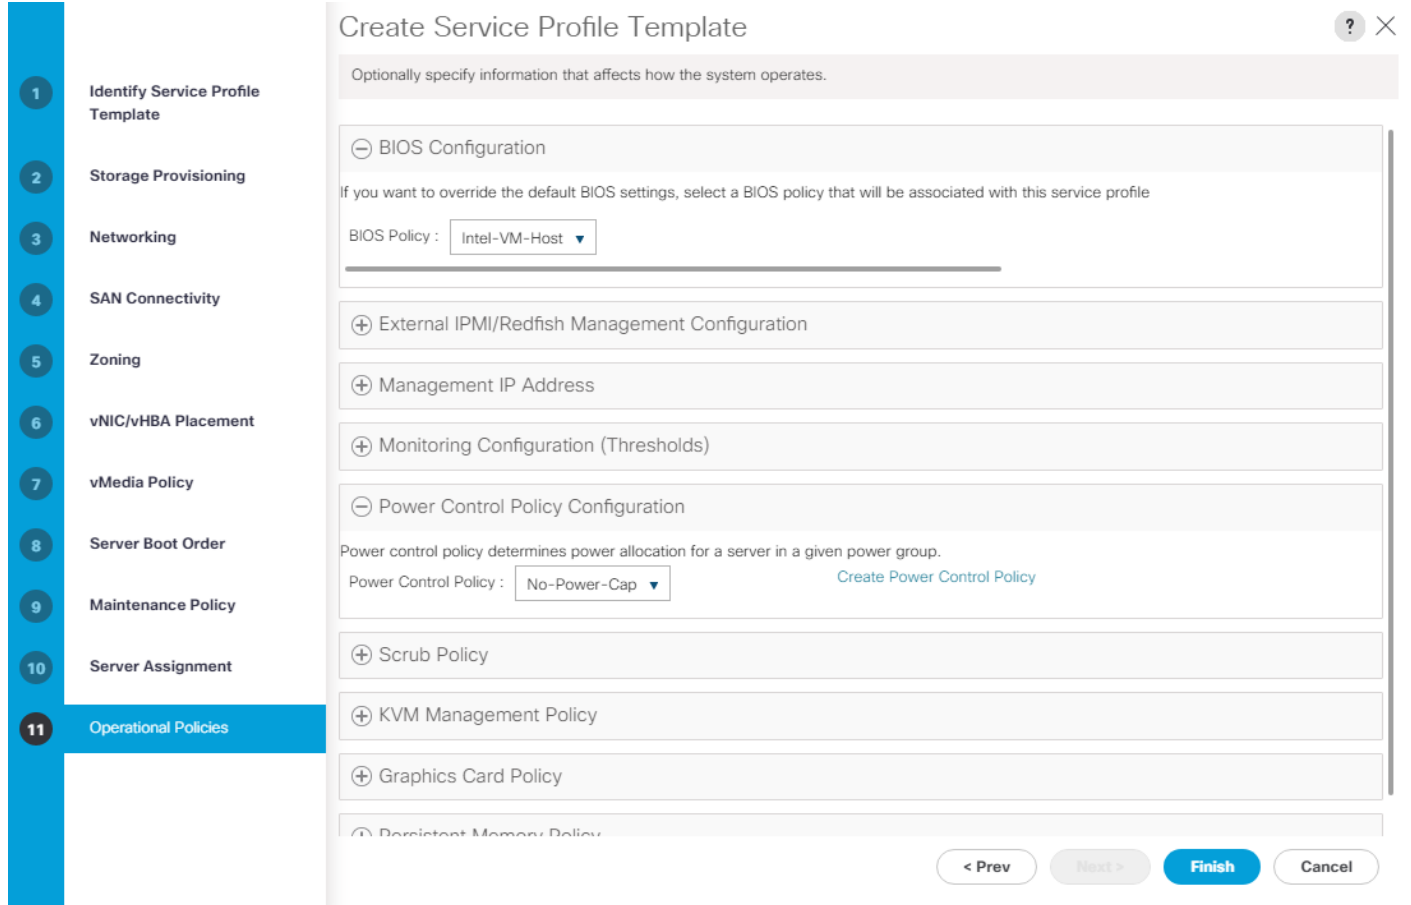 Create Service Profile Template
?
Optionally specify information that affects how the system operates.
1
Identify Service Profile
Template
2
Storage Provisioning
3
Networking
4
SAN Connectivity
5
Zoning
6
vNIC/vHBA Placement
7
vMedia Policy
8
Server Boot Order
9
Maintenance Policy
10
Server Assignment
11
Operational Policies
BIOS Configuration
If you want to override the default BIOS settings, select a BIOS policy that will be associated with this service profile
BIOS Policy : Intel-VM-Host
External IPMI/Redfish Management Configuration
Management IP Address
Monitoring Configuration (Thresholds)
Power Control Policy Configuration
Power control policy determines power allocation for a server in a given power group.
Power Control Policy : No-Power-Cap Create Power Control Policy
Scrub Policy
KVM Management Policy
Graphics Card Policy
Persistent Memory Policy
< Prev Next > Finish Cancel